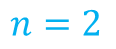 n = 2